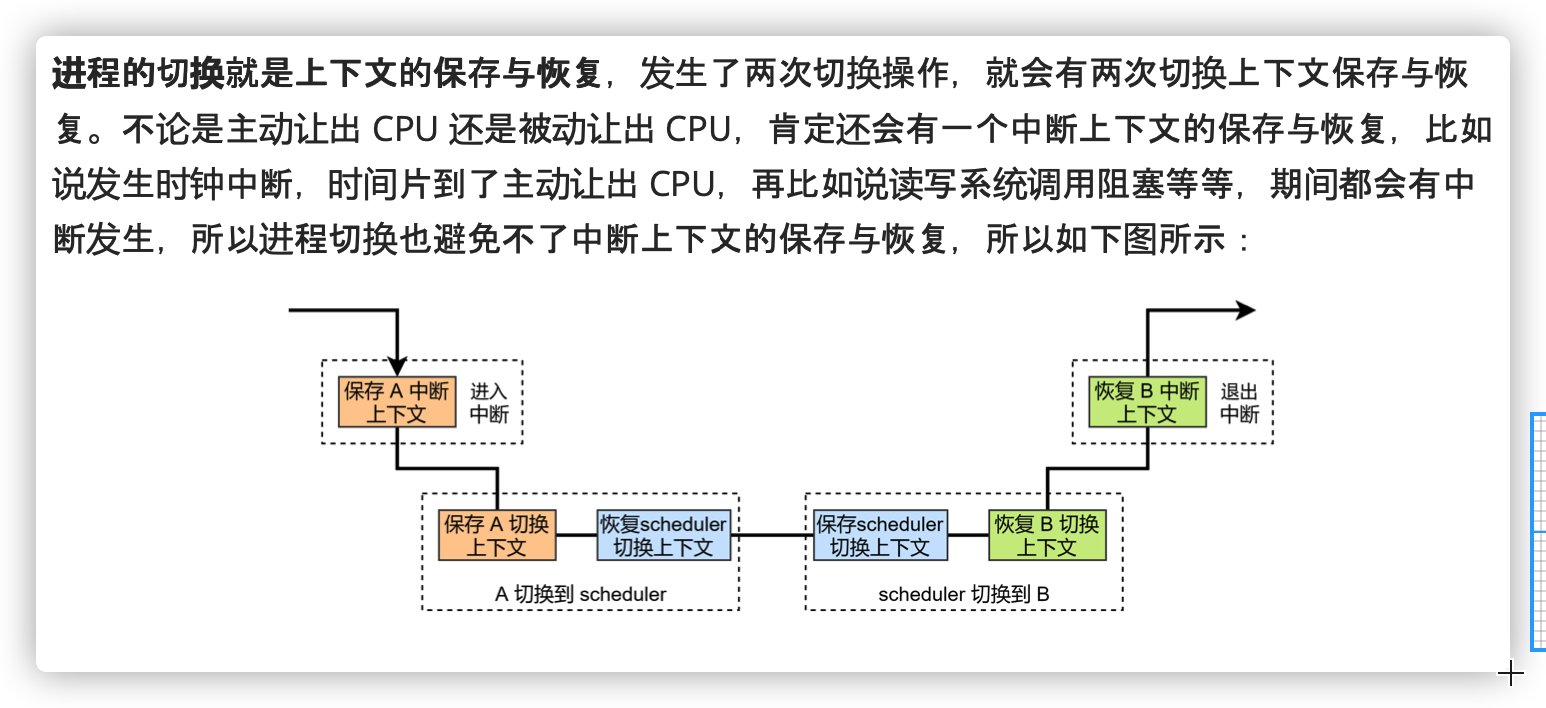 进程的切换就是上下文的保存与恢复，发生了两次切换操作，就会有两次切换上下文保存与恢
复。不论是主动让出 CPU 还是被动让出 CPU，肯定还会有一个中断上下文的保存与恢复，比如
说发生时钟中断，时间片到了主动让出 CPU，再比如说读写系统调用阻塞等等，期间都会有中
断发生，所以进程切换也避免不了中断上下文的保存与恢复，所以如下图所示：
保存 A 中断
上下文
进入
中断
恢复 B 中断
上下文
退出
中断
保存 A 切换
上下文
恢复scheduler
切换上下文
保存scheduler
切换上下文
恢复 B 切换
上下文
A 切换到 scheduler
scheduler 切换到 B